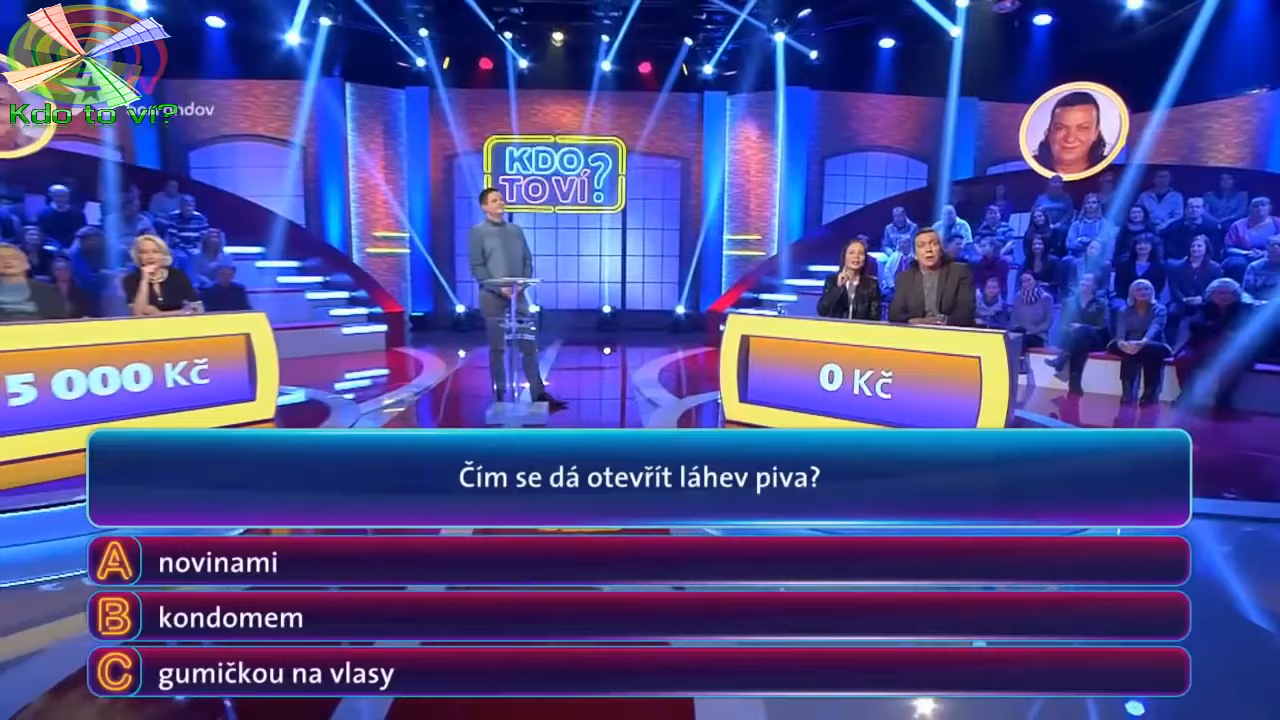 Kdo to ví?
KDO
TO VÍ?
5 000 Kč
0 Kč
Čím se dá otevřít láhev piva?
A novinami
B kondomem
C gumičkou na vlasy